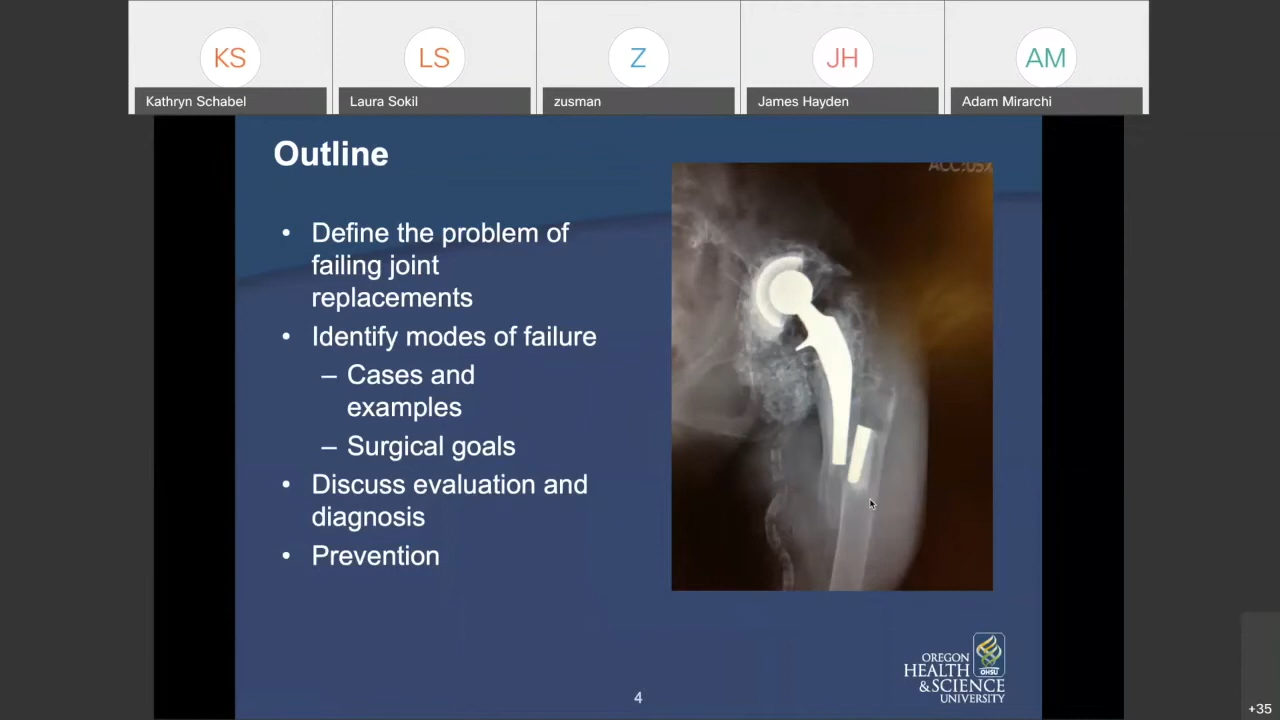 KS
LS
Z
JH
AM
Kathryn Schabel
Laura Sokil
zusman
James Hayden
Adam Mirarchi
Outline
• Define the problem of
failing joint
replacements
• Identify modes of failure
– Cases and
examples
– Surgical goals
• Discuss evaluation and
diagnosis
• Prevention
OREGON
HEALTH
&SCIENCE
UNIVERSITY
OHSU
4
+35